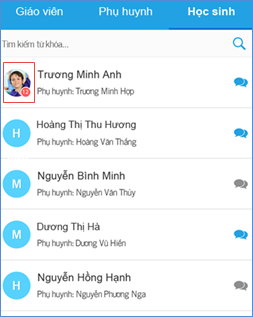 Giáo viên Phụ huynh Học sinh
Tìm kiếm từ khóa...
Trương Minh Anh
Phụ huynh: Trương Minh Hợp
H
Hoàng Thị Thu Hương
Phụ huynh: Hoàng Văn Thắng
M
Nguyễn Bình Minh
Phụ huynh: Nguyễn Văn Thùy
M
Dương Thị Hà
Phụ huynh: Dương Vũ Hiển
H
Nguyễn Hồng Hạnh
Phụ huynh: Nguyễn Phương Nga